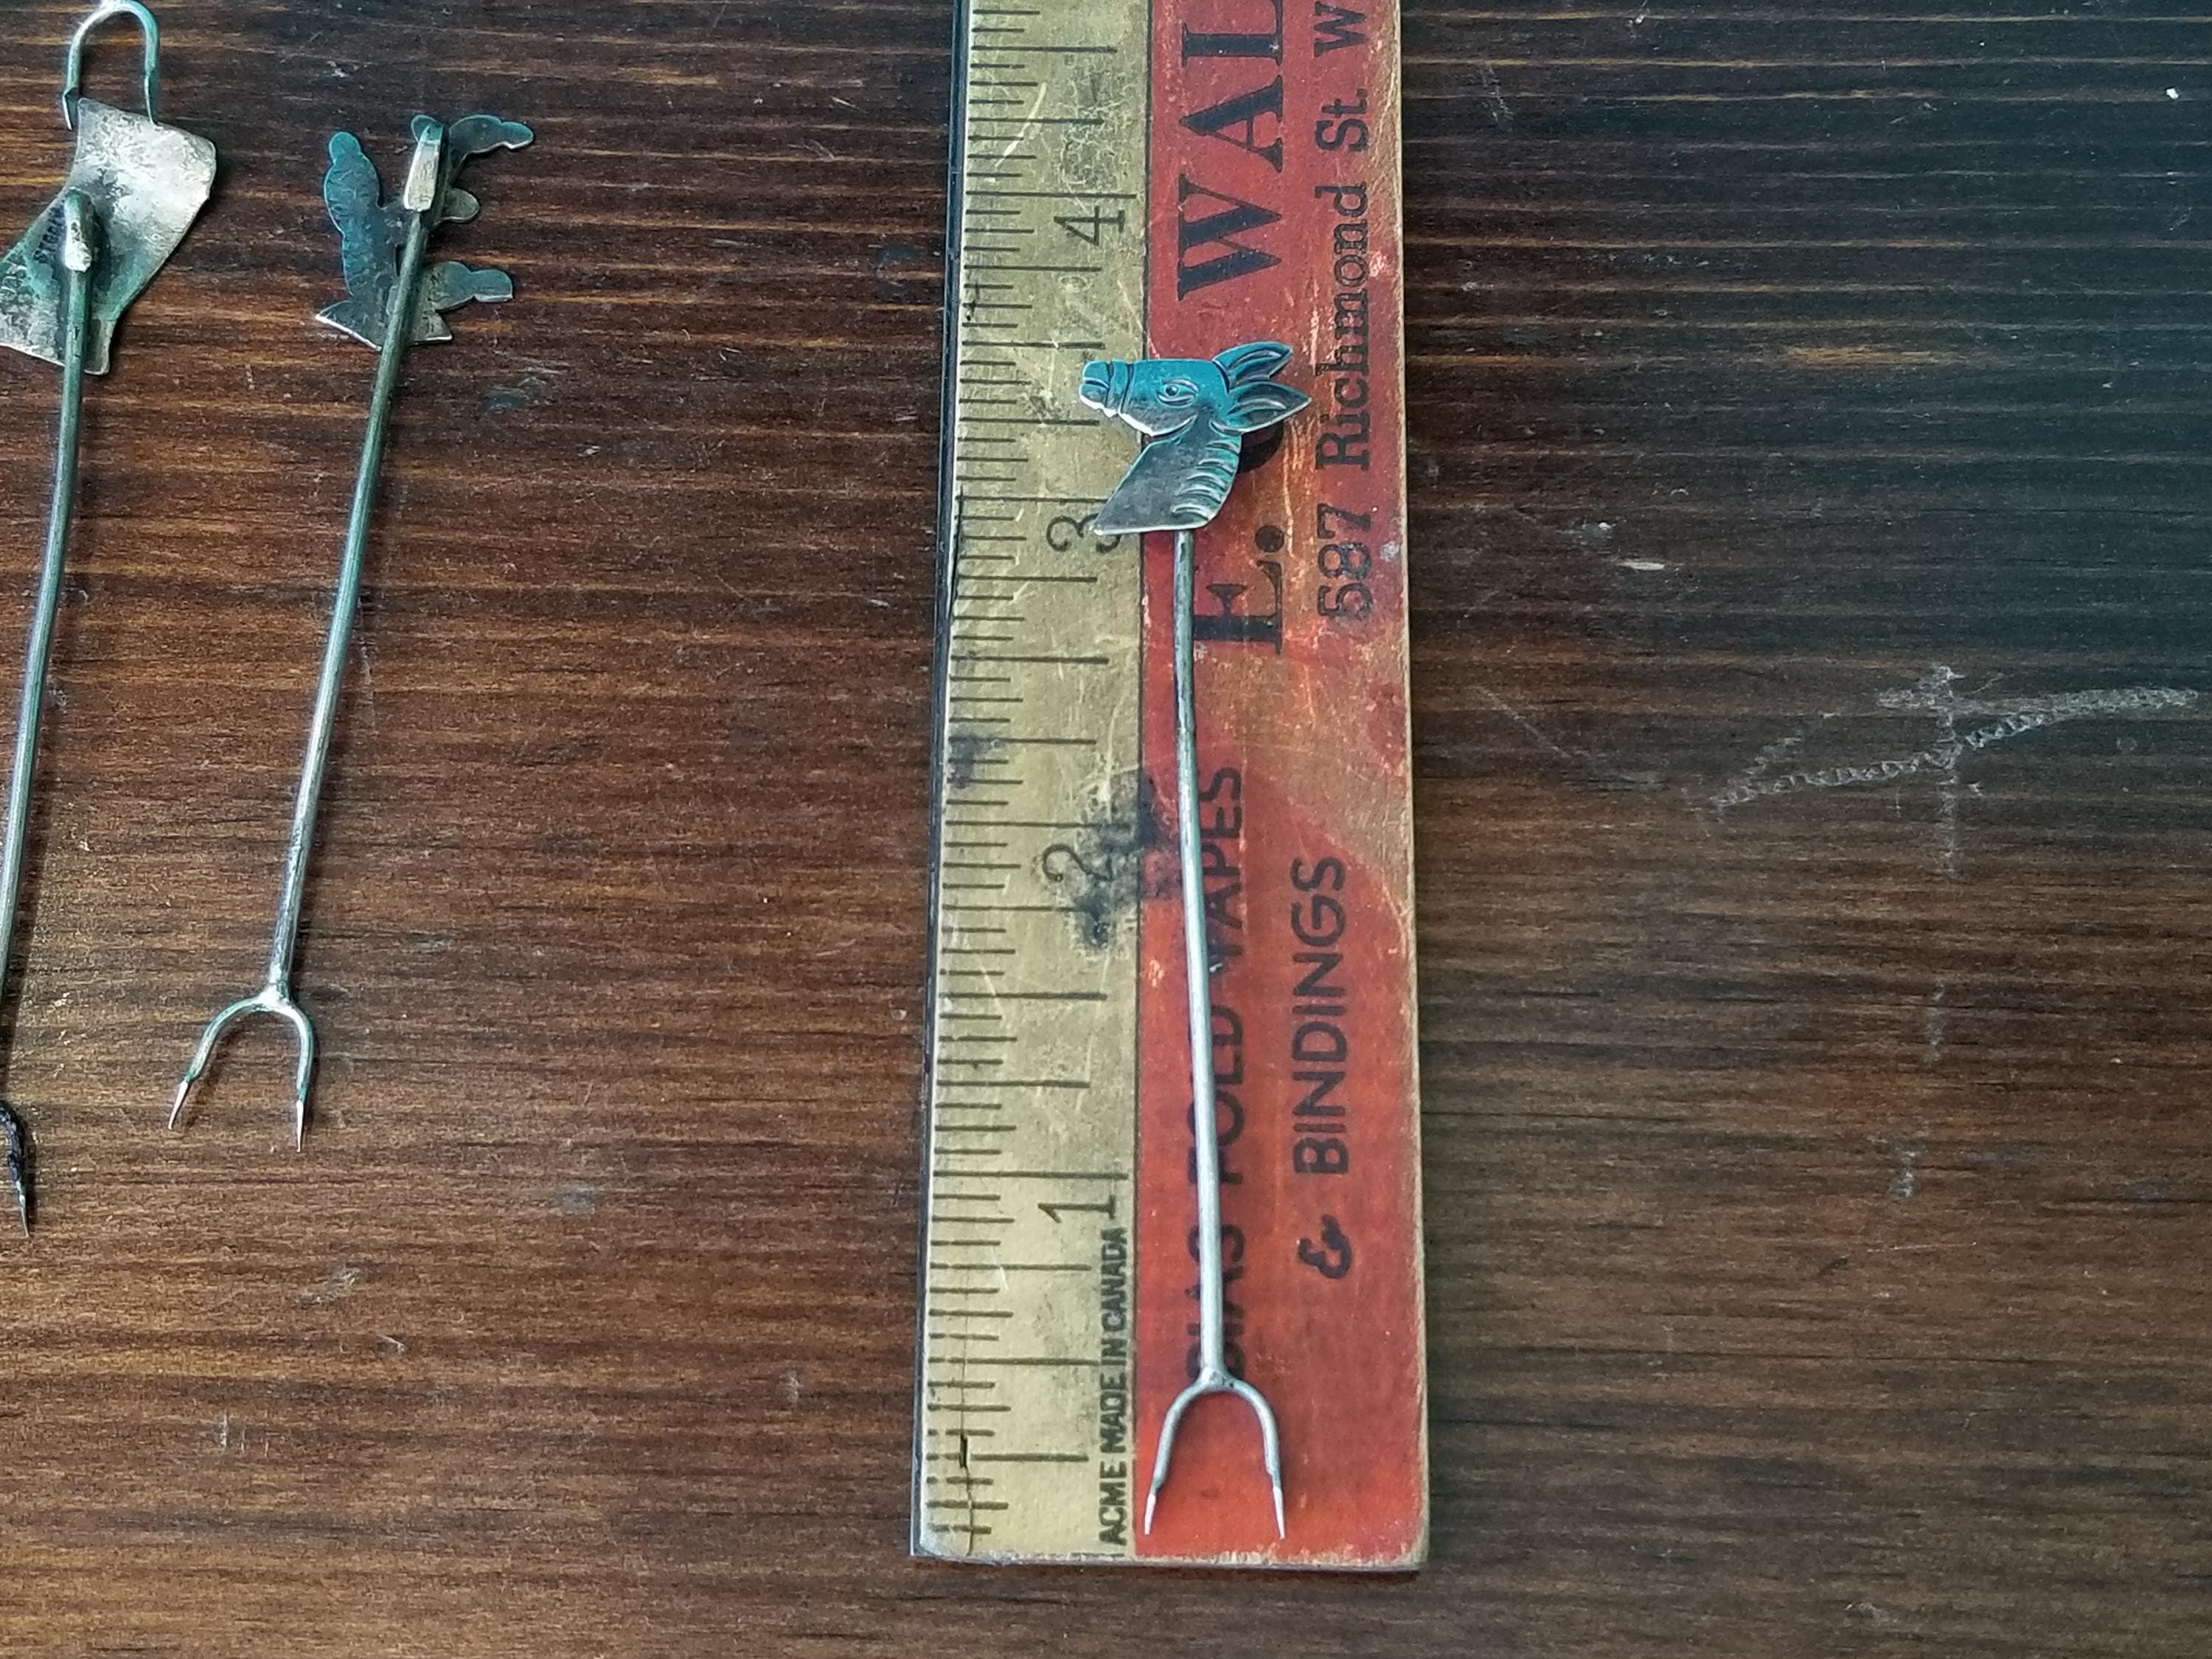 E. WAL
587 Richmond St. W
BIAS FOLD TAPES
& BINDINGS
ACME MADE IN CANADA
1
2
3
4